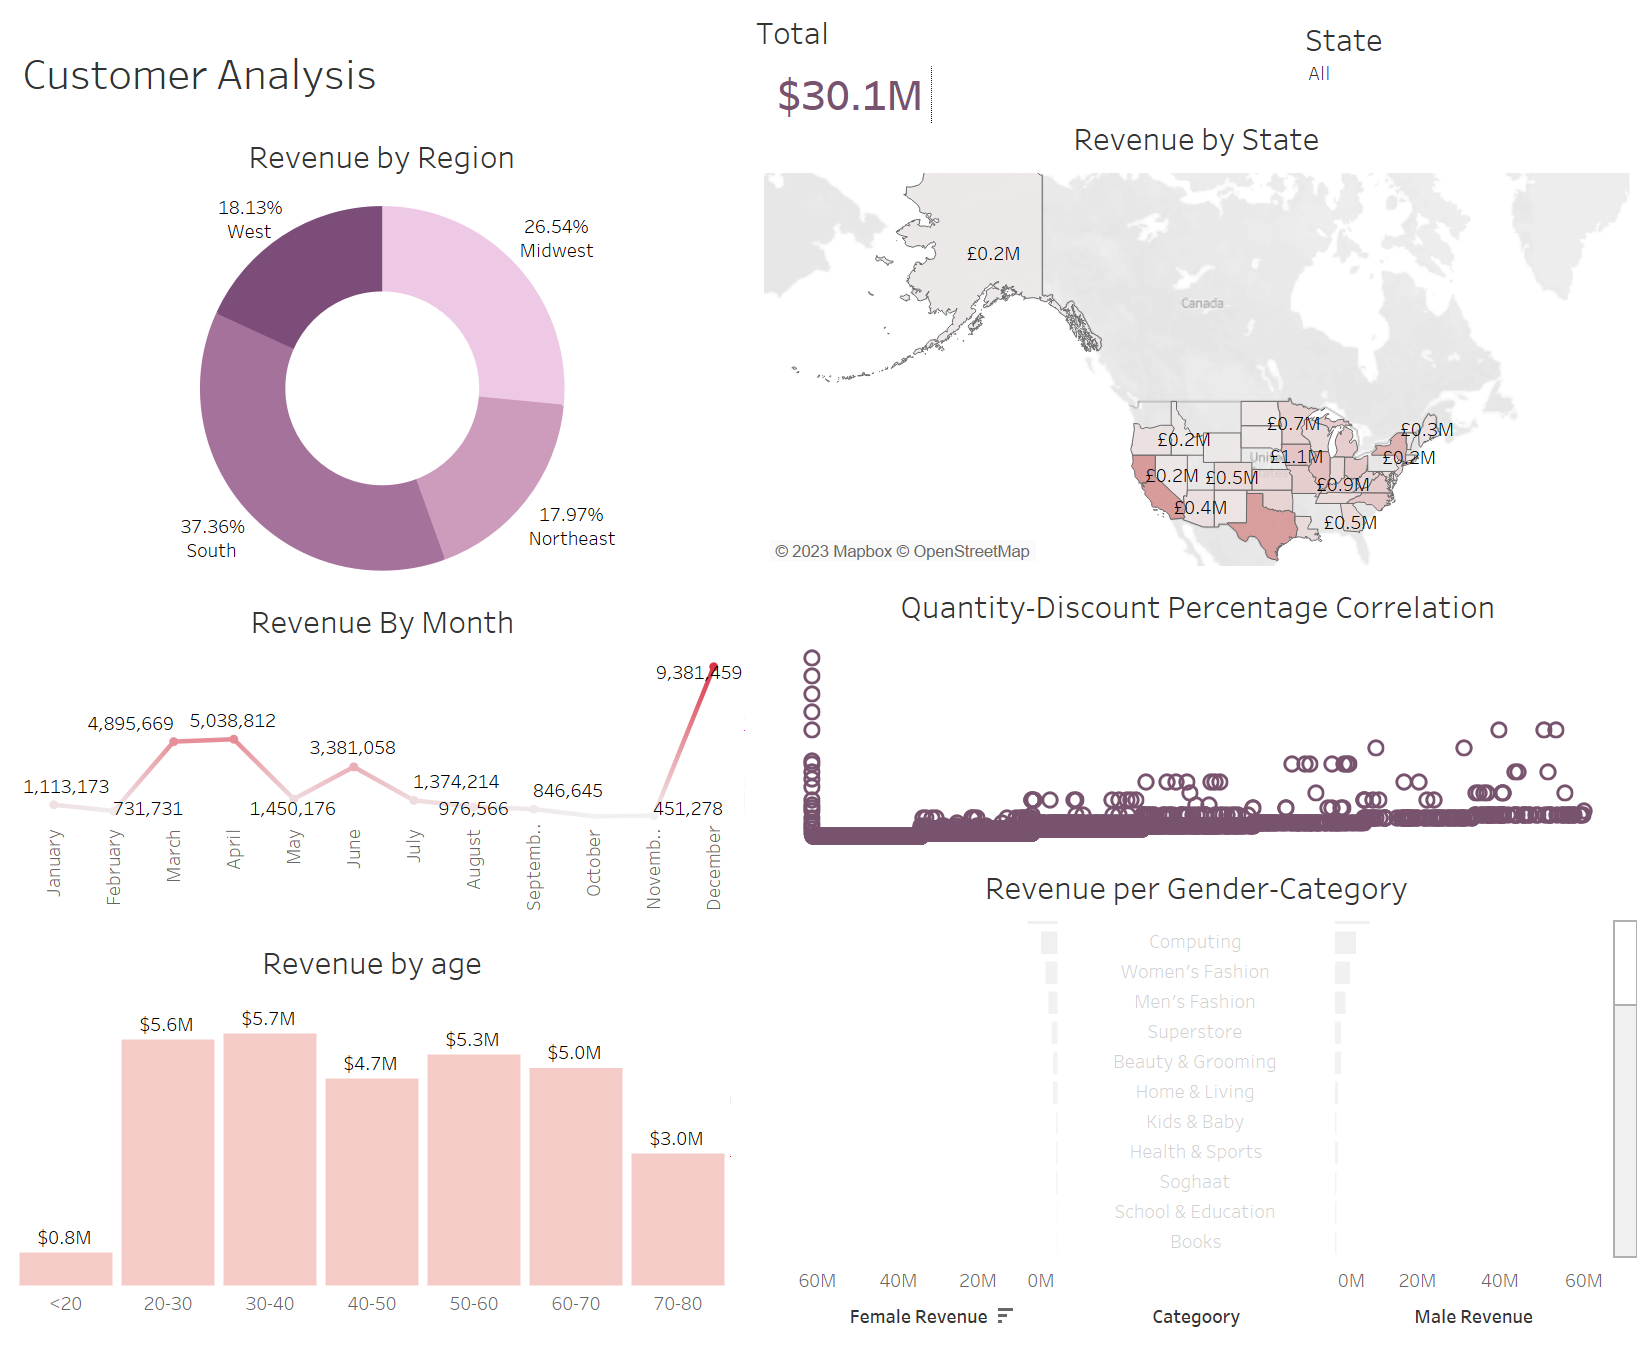 Customer Analysis
Total
$30.1M
State
All
Revenue by Region
18.13%
West
26.54%
Midwest
37.36%
South
17.97%
Northeast
Revenue by State
£0.2M
Canada
£0.7M
£0.3M
£0.2M
£1.1M
£0.2M
£0.2M
£0.5M
£0.9M
£0.4M
£0.5M
© 2023 Mapbox © OpenStreetMap
Revenue By Month
9,381,459
4,895,669
5,038,812
3,381,058
1,113,173
1,374,214
846,645
731,731
1,450,176
976,566
451,278
January
February
March
April
May
June
July
August
Septemb..
October
Novemb..
December
Quantity-Discount Percentage Correlation
Revenue by age
$0.8M
$5.6M
$5.7M
$4.7M
$5.3M
$5.0M
$3.0M
<20
20-30
30-40
40-50
50-60
60-70
70-80
Revenue per Gender-Category
Computing
Women's Fashion
Men's Fashion
Superstore
Beauty & Grooming
Home & Living
Kids & Baby
Health & Sports
Soghaat
School & Education
Books
60M 40M 20M 0M
0M 20M 40M 60M
Female Revenue
Categoory
Male Revenue